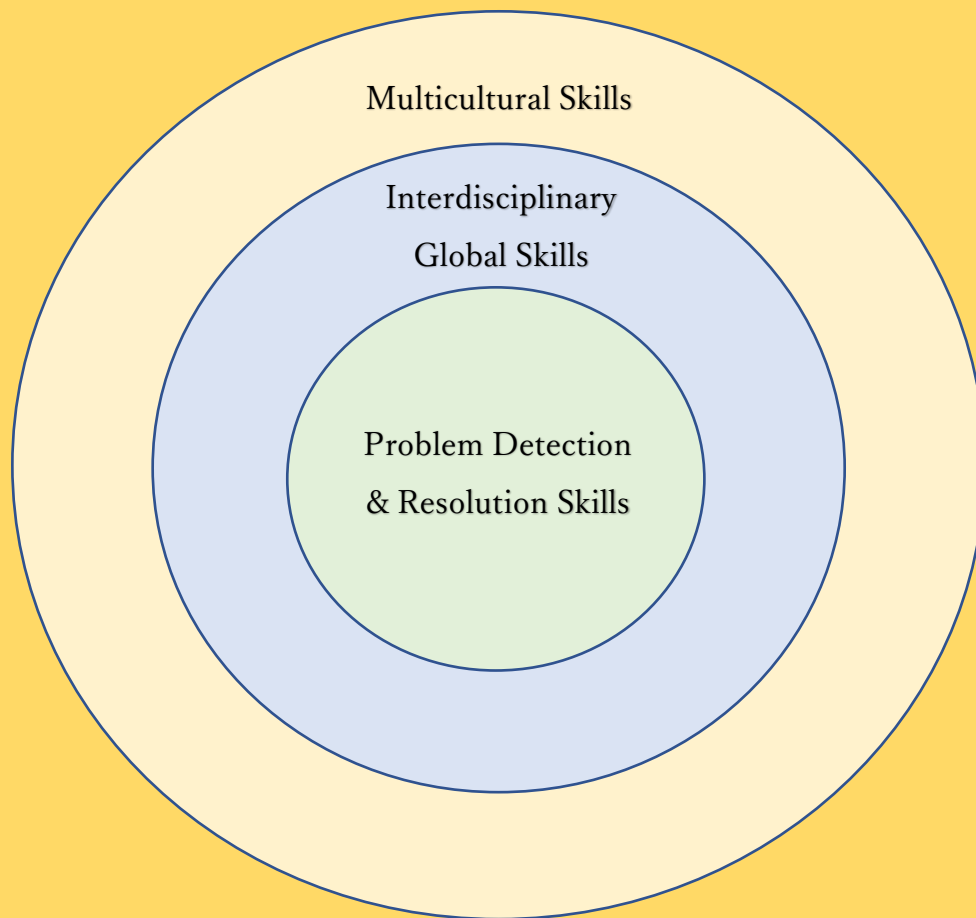 Multicultural Skills
Interdisciplinary
Global Skills
Problem Detection
& Resolution Skills